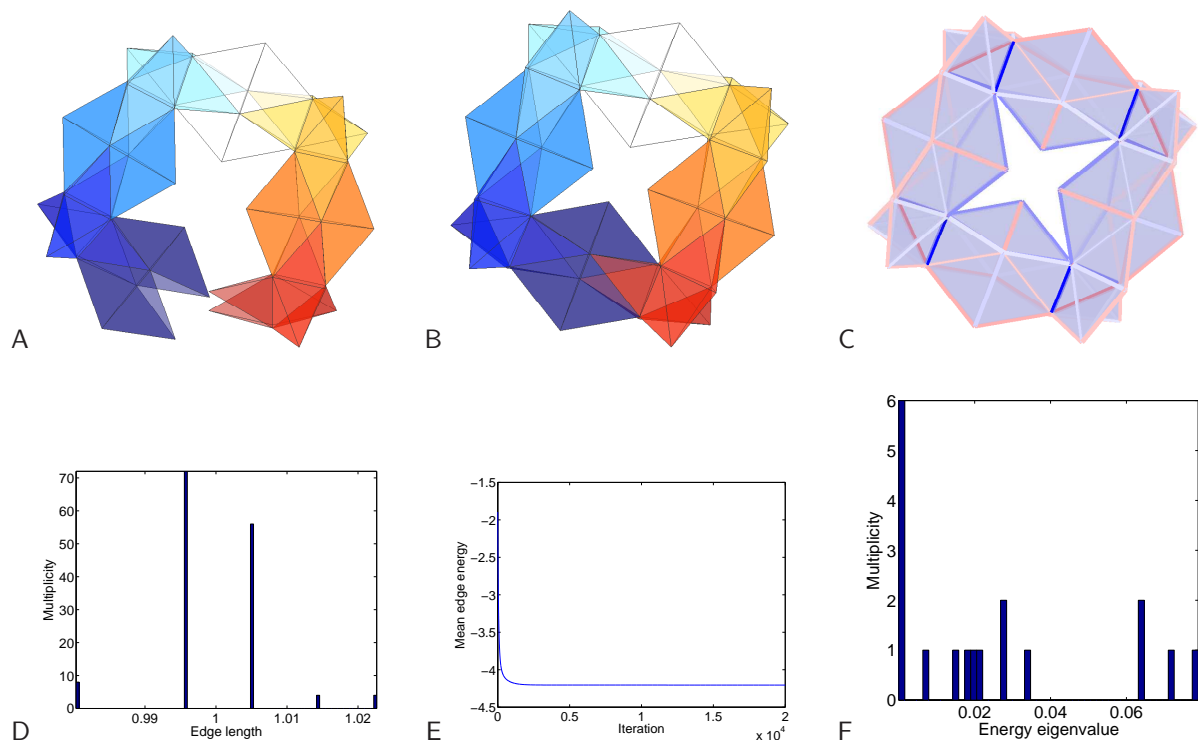 A
B
C
70
60
50
40
30
20
10
0
Multiplicity
0.99
1
1.01
1.02
Edge length
D
−1.5
−2
−2.5
−3
−3.5
−4
−4.5
Mean edge energy
0
0.5
1
1.5
2
x 10⁴
Iteration
E
6
5
4
3
2
1
0
Multiplicity
0.02
0.04
0.06
Energy eigenvalue
F